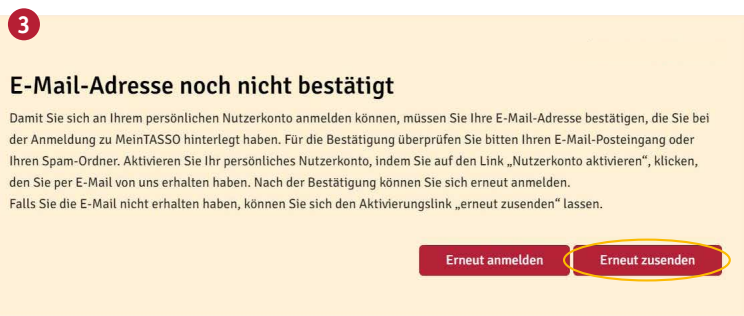 3
E-Mail-Adresse noch nicht bestätigt
Damit Sie sich an Ihrem persönlichen Nutzerkonto anmelden können, müssen Sie Ihre E-Mail-Adresse bestätigen, die Sie bei
der Anmeldung zu MeinTASSO hinterlegt haben. Für die Bestätigung überprüfen Sie bitten Ihren E-Mail-Posteingang oder
Ihren Spam-Ordner. Aktivieren Sie Ihr persönliches Nutzerkonto, indem Sie auf den Link „Nutzerkonto aktivieren“, klicken,
den Sie per E-Mail von uns erhalten haben. Nach der Bestätigung können Sie sich erneut anmelden.
Falls Sie die E-Mail nicht erhalten haben, können Sie sich den Aktivierungslink „erneut zusenden“ lassen.
Erneut anmelden Erneut zusenden